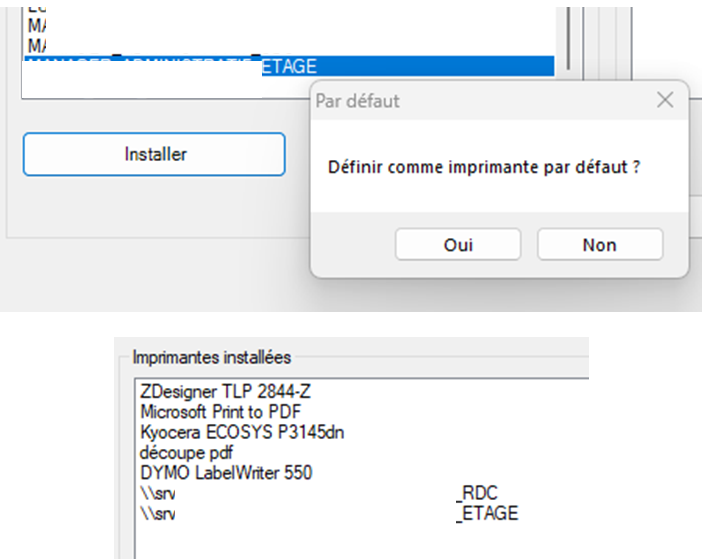 MA
MA
ETAGE
Par défaut
Définir comme imprimante par défaut ?
Installer
Oui
Non
Imprimantes installées
ZDesigner TLP 2844-Z
Microsoft Print to PDF
Kyocera ECOSYS P3145dn
découpe pdf
DYMO LabelWriter 550
\\srv _RDC
\\srv _ETAGE